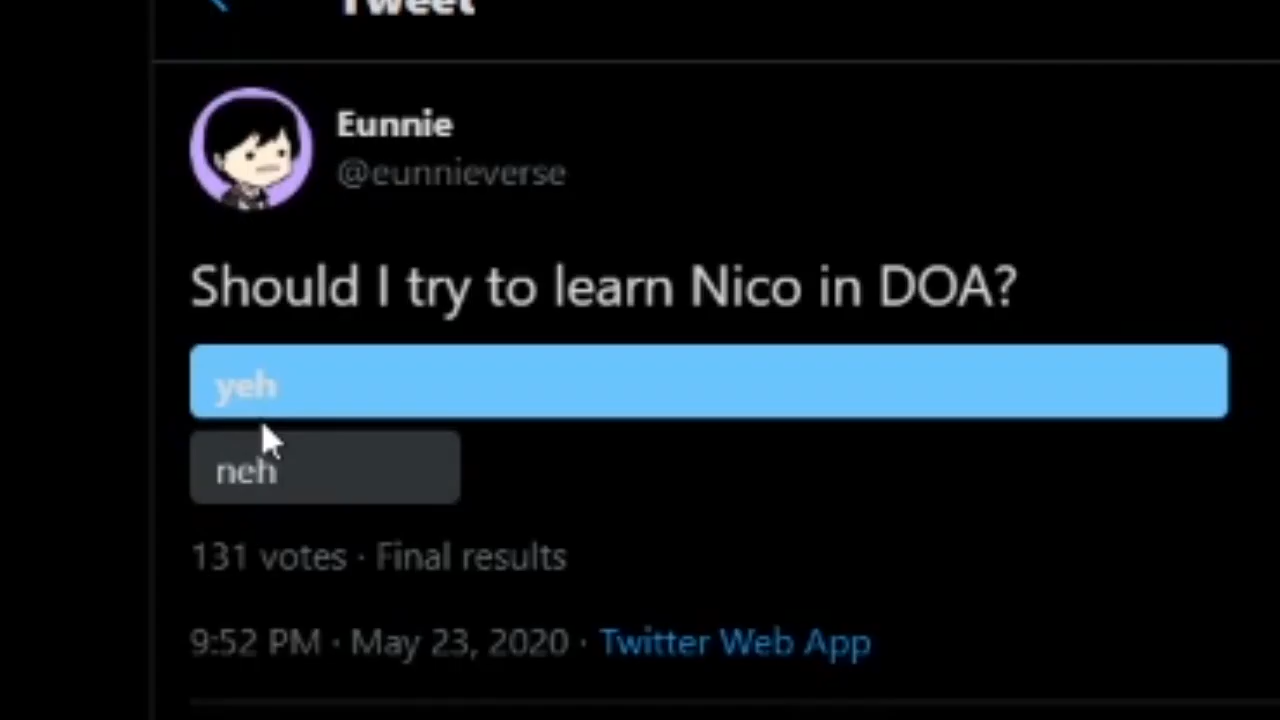 Tweet
Eunnie
@eunnieverse
Should I try to learn Nico in DOA?
yeh
neh
131 votes · Final results
9:52 PM · May 23, 2020 · Twitter Web App